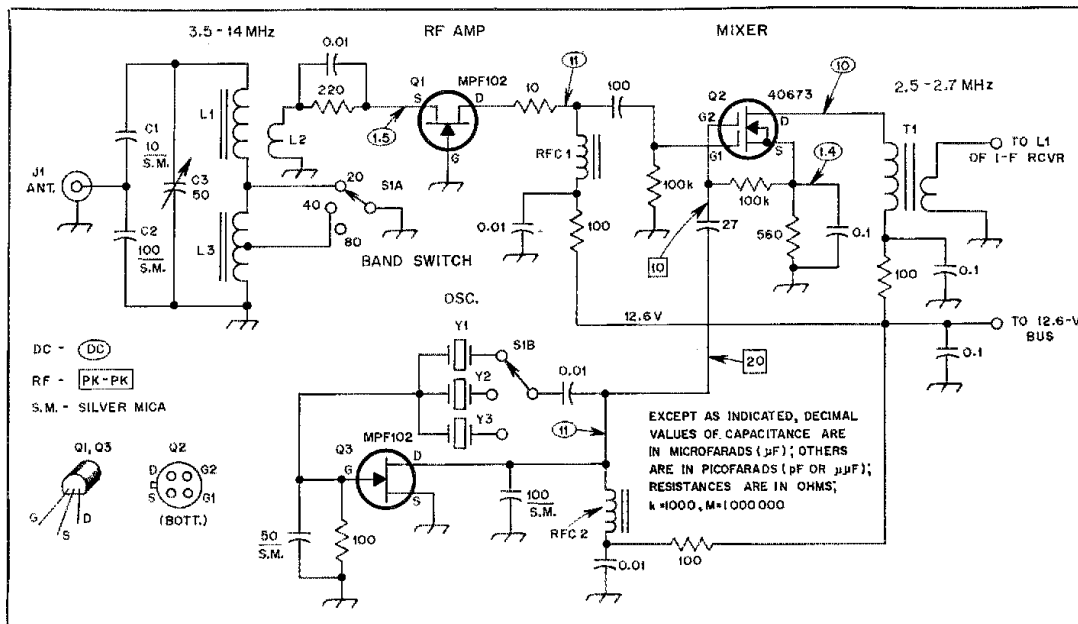 3.5-14 MHz
RF AMP
MIXER
0.01
220
L1
L2
C1
10
S.M.
J1
ANT.
C3
50
C2
100
S.M.
L3
20
40
80
S1A
BAND SWITCH
Q1
MPF102
S
D
G
1.5
10
11
100
RFC 1
0.01
100
100k
Q2
40673
G2
G1
D
S
10
2.5-2.7 MHz
T1
TO L1
OF I-F RCVR
1.4
100k
27
560
0.1
10
100
0.1
12.6 V
TO 12.6-V
BUS
0.1
20
OSC.
Y1
Y2
Y3
S1B
0.01
11
DC - DC
RF - PK-PK
S.M. - SILVER MICA
Q1, Q3
G
S
D
Q2
D
S
G2
G1
(BOTT.)
Q3
MPF102
G
D
S
50
S.M.
100
100
S.M.
RFC 2
0.01
100
EXCEPT AS INDICATED, DECIMAL
VALUES OF CAPACITANCE ARE
IN MICROFARADS (µF); OTHERS
ARE IN PICOFARADS (pF OR µµF);
RESISTANCES ARE IN OHMS;
k=1000, M=1 000 000